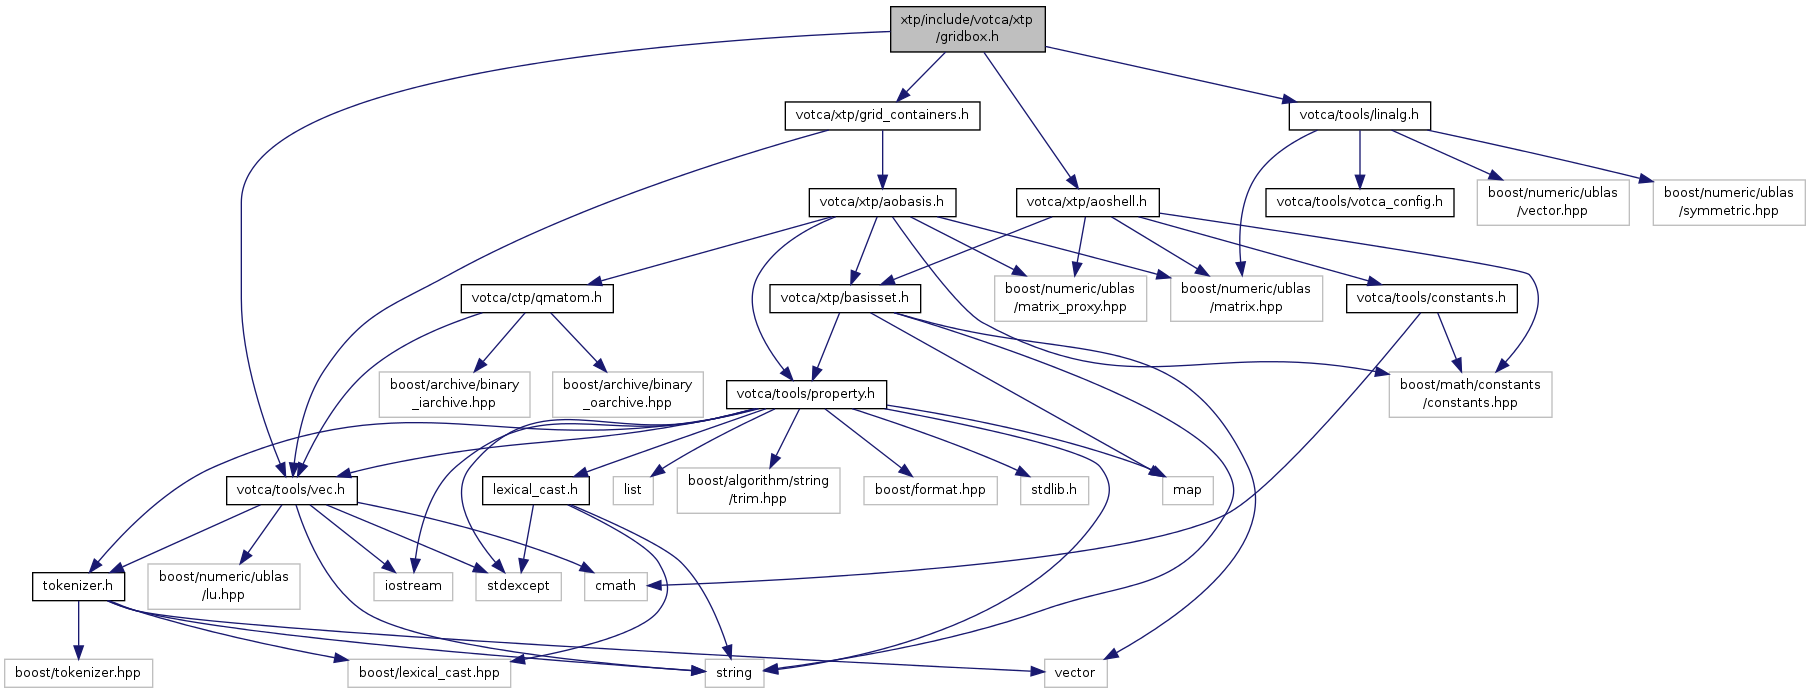 xtp/include/votca/xtp
/gridbox.h
votca/xtp/grid_containers.h
votca/tools/linalg.h
votca/xtp/aobasis.h
votca/xtp/aoshell.h
votca/tools/votca_config.h
boost/numeric/ublas
/vector.hpp
boost/numeric/ublas
/symmetric.hpp
votca/ctp/qmatom.h
votca/xtp/basisset.h
boost/numeric/ublas
/matrix_proxy.hpp
boost/numeric/ublas
/matrix.hpp
votca/tools/constants.h
boost/archive/binary
_iarchive.hpp
boost/archive/binary
_oarchive.hpp
votca/tools/property.h
boost/math/constants
/constants.hpp
votca/tools/vec.h
lexical_cast.h
list
boost/algorithm/string
/trim.hpp
boost/format.hpp
stdlib.h
map
tokenizer.h
boost/numeric/ublas
/lu.hpp
iostream
stdexcept
cmath
boost/tokenizer.hpp
boost/lexical_cast.hpp
string
vector